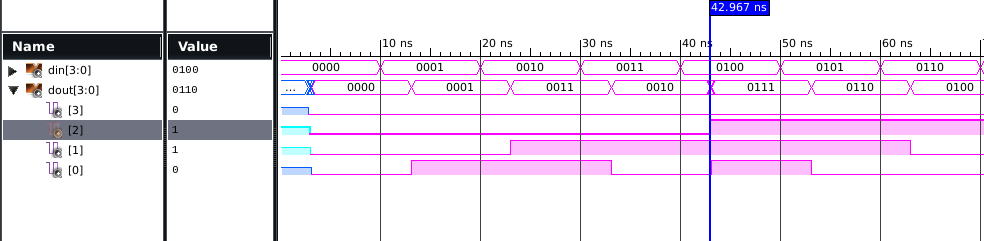 42.967 ns
Name Value
10 ns 20 ns 30 ns 40 ns 50 ns 60 ns
din[3:0] 0100 0000 0001 0010 0011 0100 0101 0110
dout[3:0] 0110 ... 0000 0001 0011 0010 0111 0110 0100
[3] 0
[2] 1
[1] 1
[0] 0